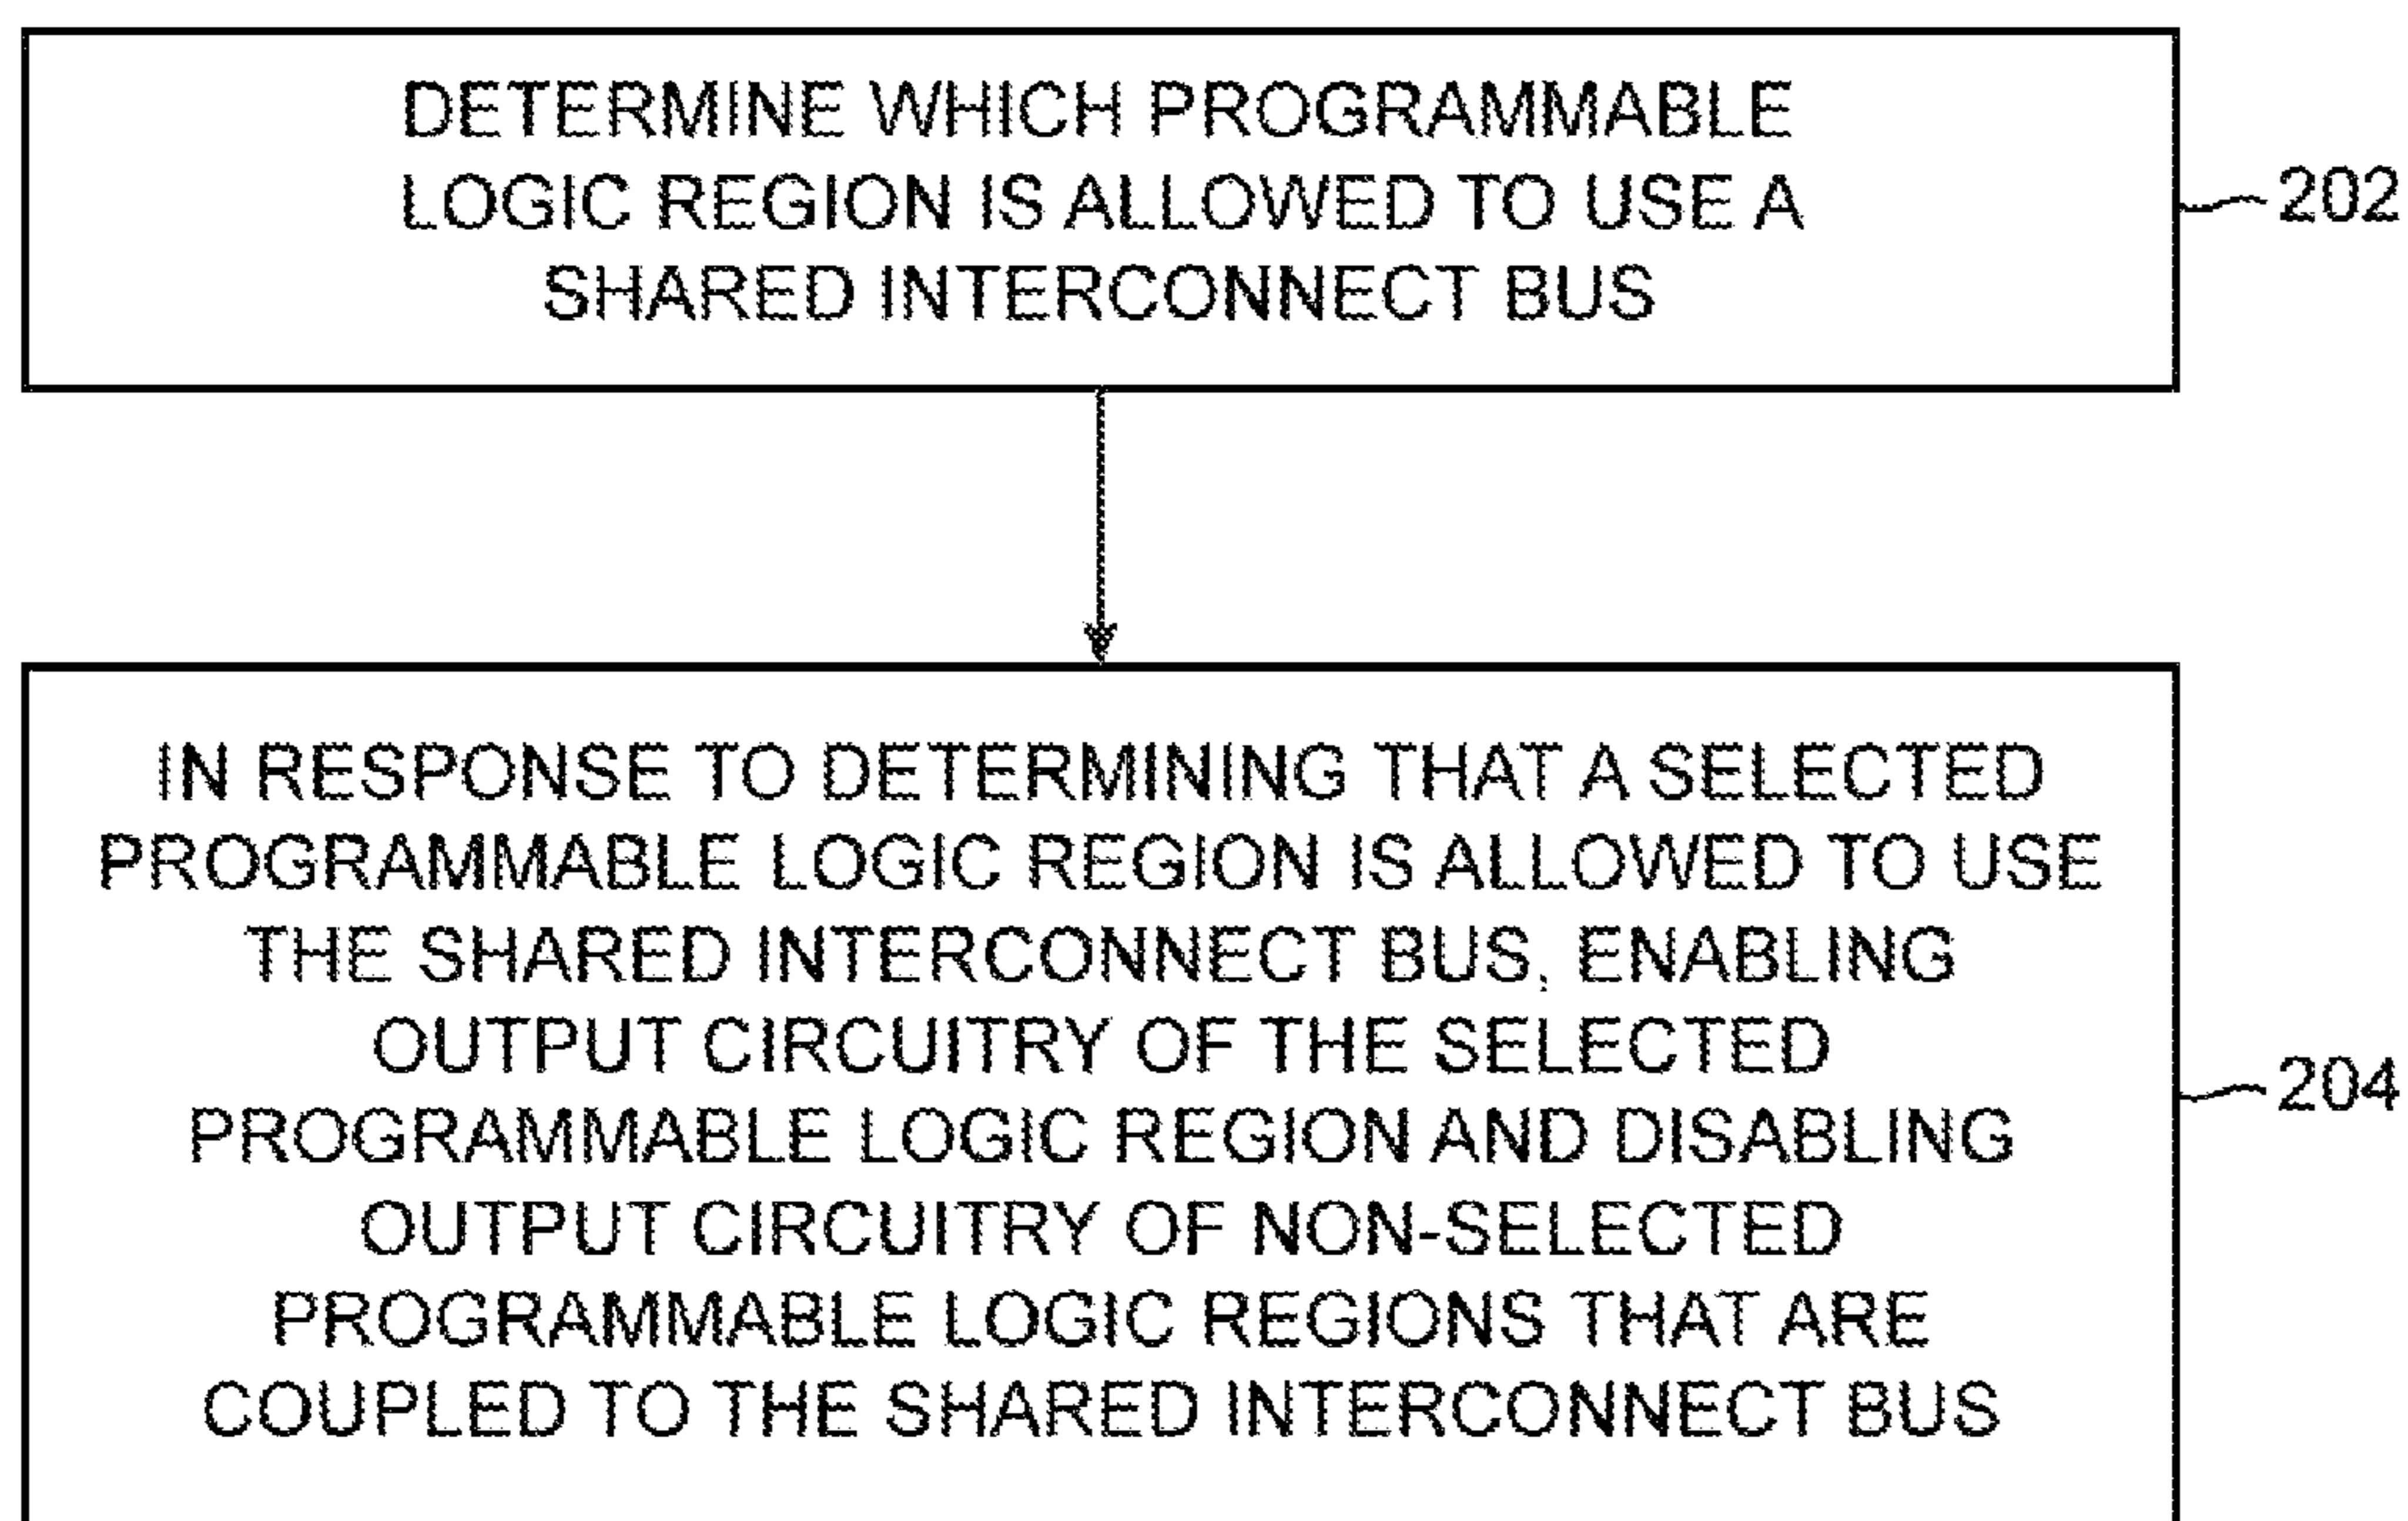 DETERMINE WHICH PROGRAMMABLE
LOGIC REGION IS ALLOWED TO USE A
SHARED INTERCONNECT BUS
202
IN RESPONSE TO DETERMINING THAT A SELECTED
PROGRAMMABLE LOGIC REGION IS ALLOWED TO USE
THE SHARED INTERCONNECT BUS, ENABLING
OUTPUT CIRCUITRY OF THE SELECTED
PROGRAMMABLE LOGIC REGION AND DISABLING
OUTPUT CIRCUITRY OF NON-SELECTED
PROGRAMMABLE LOGIC REGIONS THAT ARE
COUPLED TO THE SHARED INTERCONNECT BUS
204